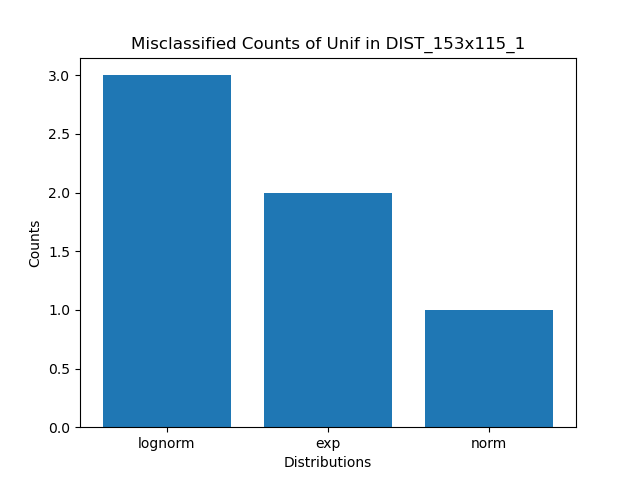 Misclassified Counts of Unif in DIST_153x115_1
3.0
2.5
2.0
1.5
1.0
0.5
0.0
Counts
lognorm exp norm
Distributions